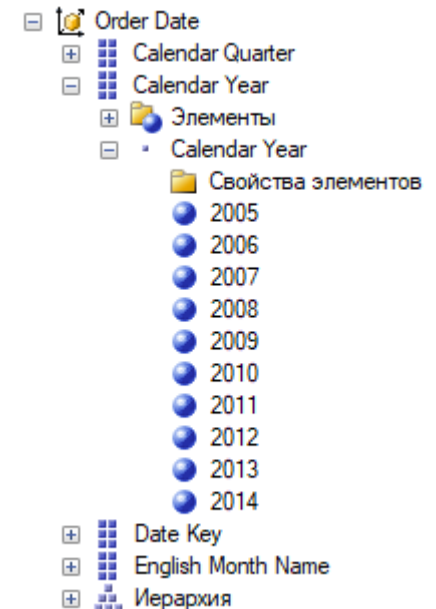 Order Date
Calendar Quarter
Calendar Year
Элементы
Calendar Year
Свойства элементов
2005
2006
2007
2008
2009
2010
2011
2012
2013
2014
Date Key
English Month Name
Иерархия